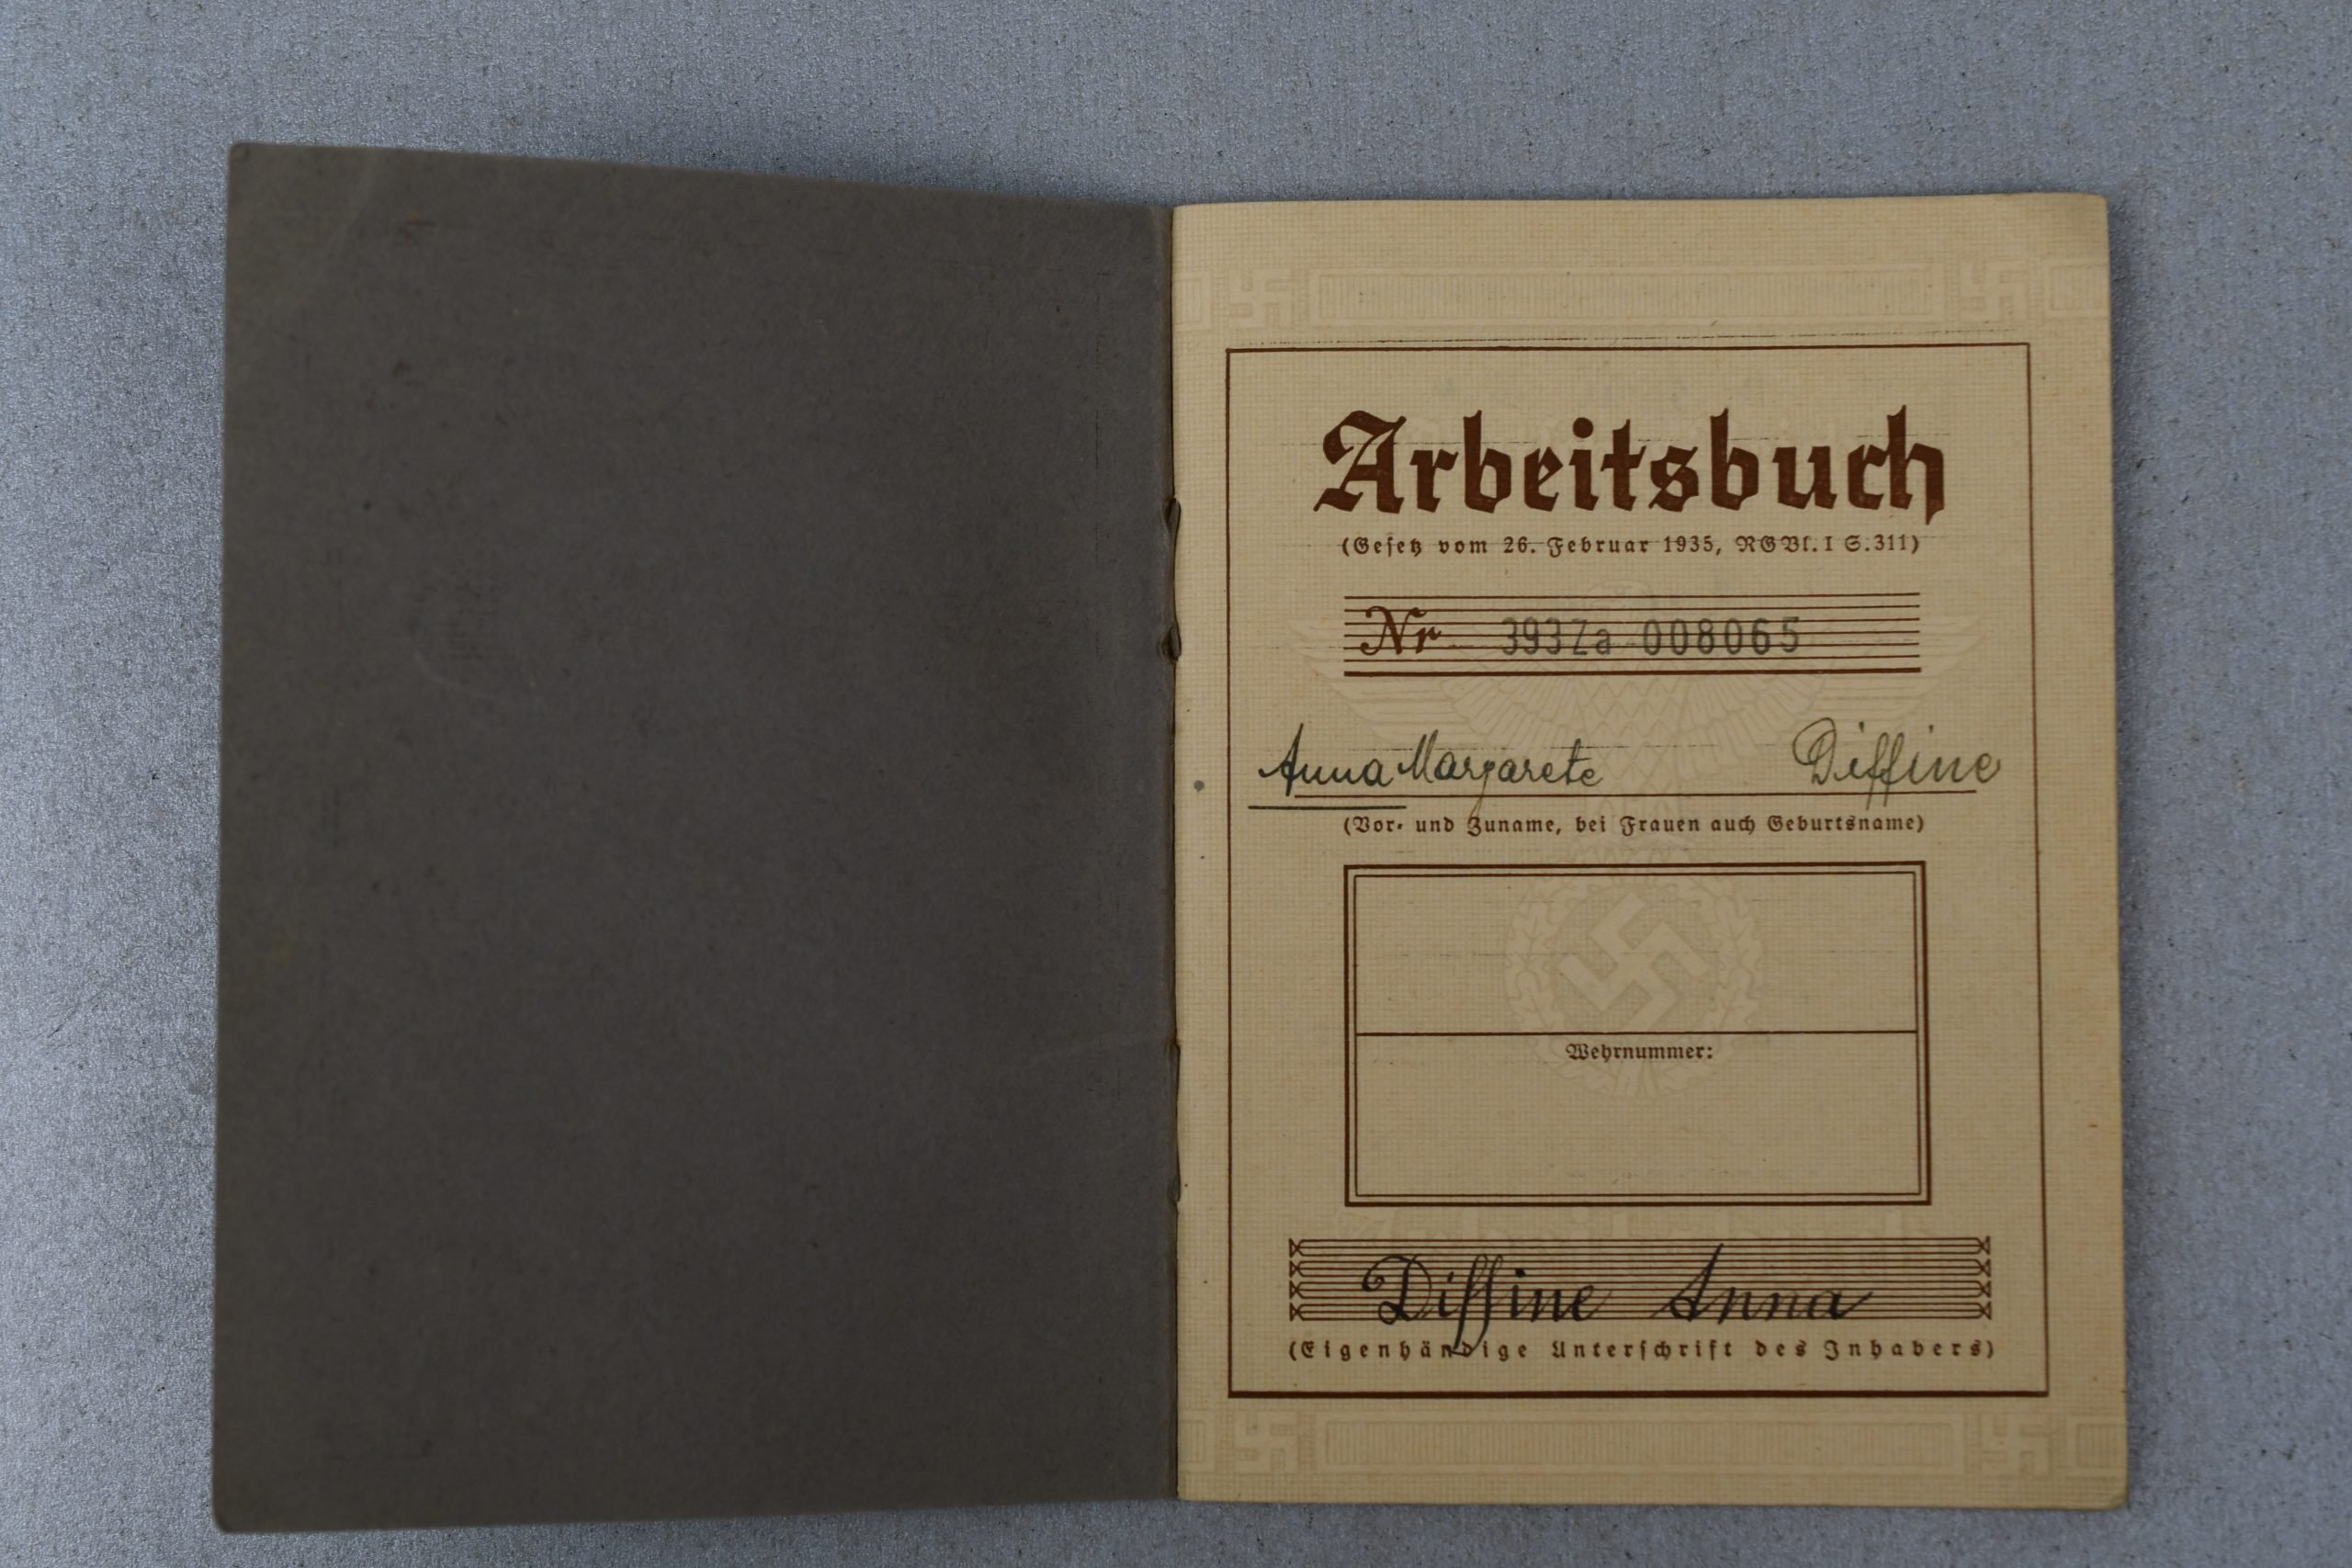 Arbeitsbuch
(Gesetz vom 26. Februar 1935, RGBl. I S. 311)
Nr 393Za 008065
Anna Margarete Diffine
(Vor- und Zuname, bei Frauen auch Geburtsname)
Wehrnummer:
Diffine Anna
(Eigenhändige Unterschrift des Inhabers)